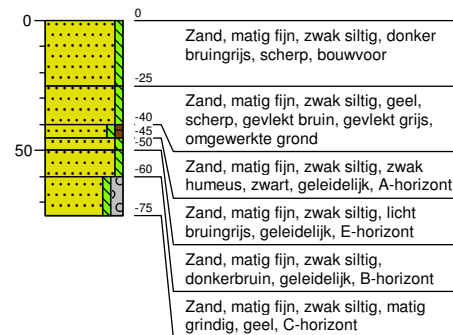 0
50
0
-25
-40
-45
-50
-60
-75
Zand, matig fijn, zwak siltig, donker
bruingrijs, scherp, bouwvoor
Zand, matig fijn, zwak siltig, geel,
scherp, gevlekt bruin, gevlekt grijs,
omgewerkte grond
Zand, matig fijn, zwak siltig, zwak
humeus, zwart, geleidelijk, A-horizont
Zand, matig fijn, zwak siltig, licht
bruingrijs, geleidelijk, E-horizont
Zand, matig fijn, zwak siltig,
donkerbruin, geleidelijk, B-horizont
Zand, matig fijn, zwak siltig, matig
grindig, geel, C-horizont